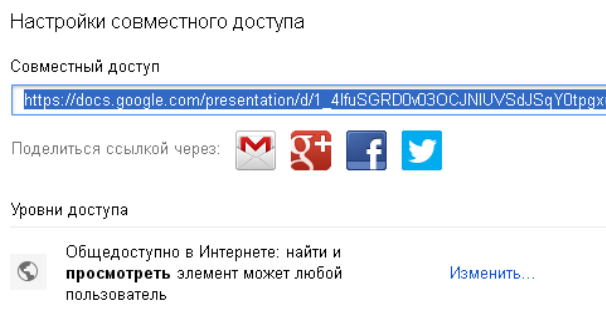 Настройки совместного доступа
Совместный доступ
https://docs.google.com/presentation/d/
Поделиться ссылкой через:
Уровни доступа
Общедоступно в Интернете: найти и
просмотреть элемент может любой Изменить...
пользователь